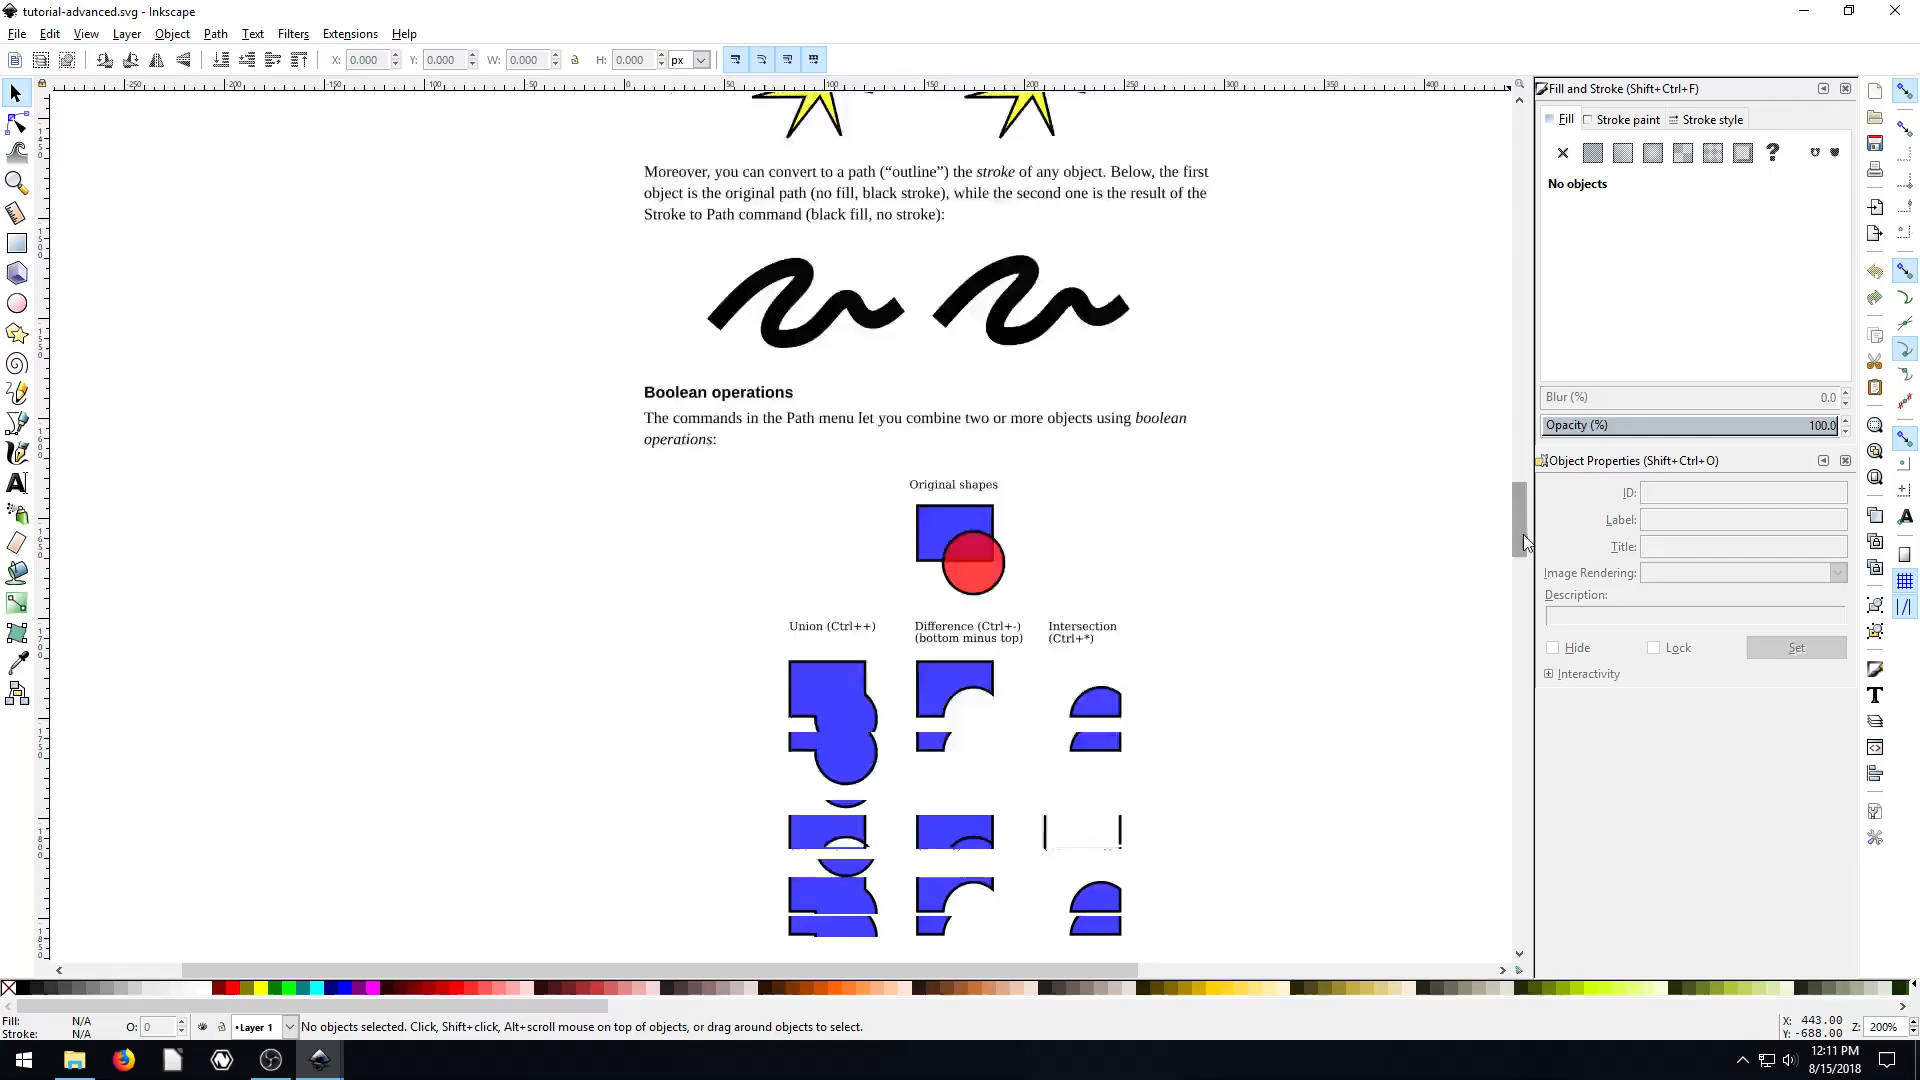 tutorial-advanced.svg - Inkscape
File Edit View Layer Object Path Text Filters Extensions Help
X: 0.000 Y: 0.000 W: 0.000 H: 0.000 px
Fill and Stroke (Shift+Ctrl+F)
Fill Stroke paint Stroke style
No objects
Blur (%) 0.0
Opacity (%) 100.0
Object Properties (Shift+Ctrl+O)
ID:
Label:
Title:
Image Rendering:
Description:
Hide Lock Set
Interactivity
Moreover, you can convert to a path (“outline”) the stroke of any object. Below, the first
object is the original path (no fill, black stroke), while the second one is the result of the
Stroke to Path command (black fill, no stroke):
Boolean operations
The commands in the Path menu let you combine two or more objects using boolean
operations:
Original shapes
Union (Ctrl++) Difference (Ctrl+-) Intersection
(bottom minus top) (Ctrl+*)
Fill: N/A
Stroke: N/A
O: 0
•Layer 1
No objects selected. Click, Shift+click, Alt+scroll mouse on top of objects, or drag around objects to select.
X: 443.00
Y: -688.00
Z: 200%
12:11 PM
8/15/2018